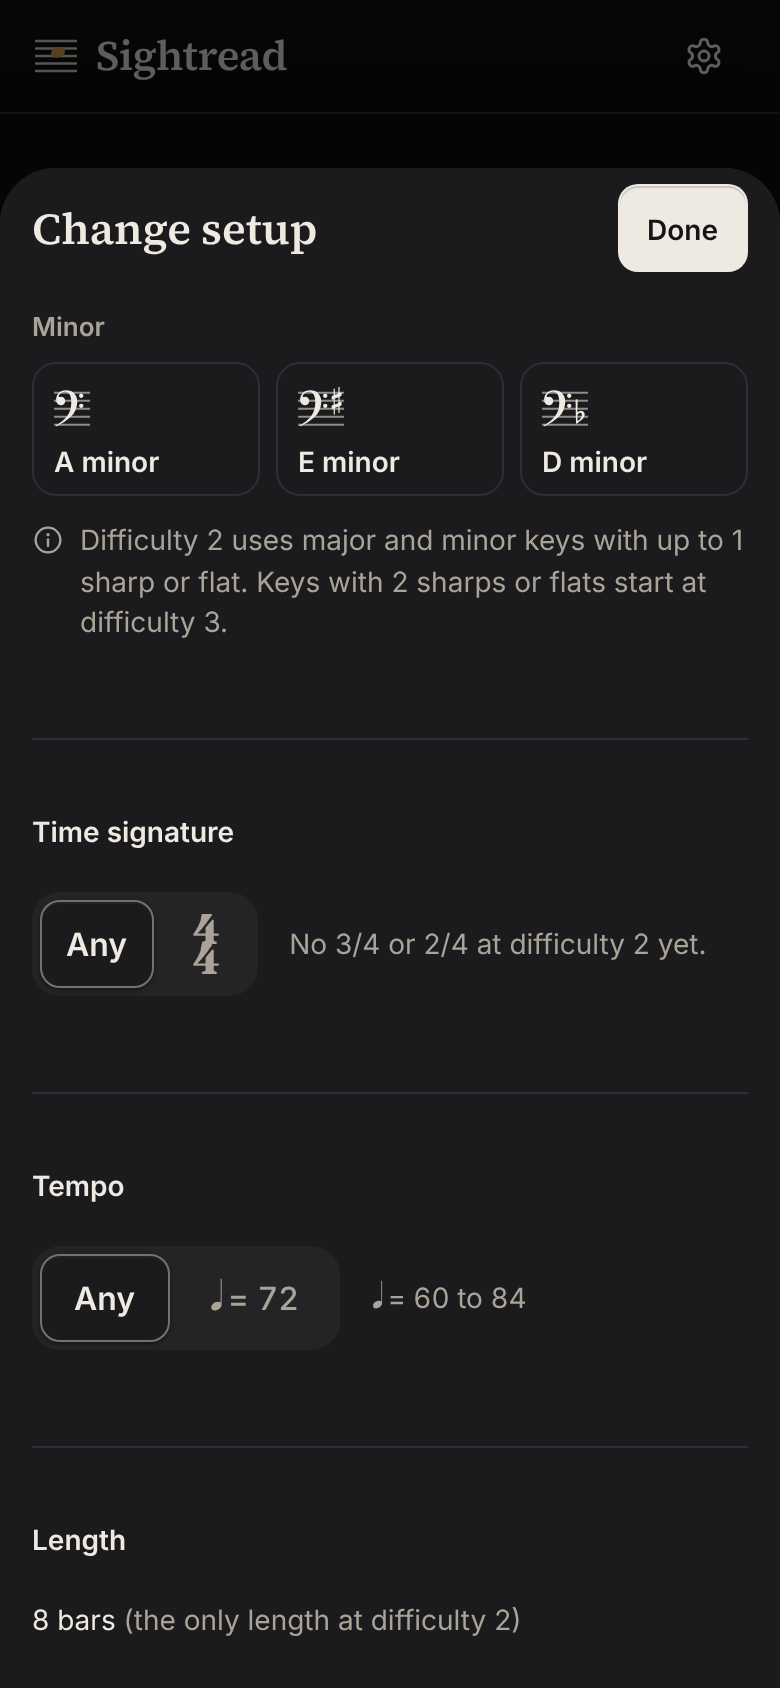 Sightread
Change setup
Done
Minor
A minor
E minor
D minor
Difficulty 2 uses major and minor keys with up to 1
sharp or flat. Keys with 2 sharps or flats start at
difficulty 3.
Time signature
Any
4
4
No 3/4 or 2/4 at difficulty 2 yet.
Tempo
Any
♩= 72
♩= 60 to 84
Length
8 bars (the only length at difficulty 2)